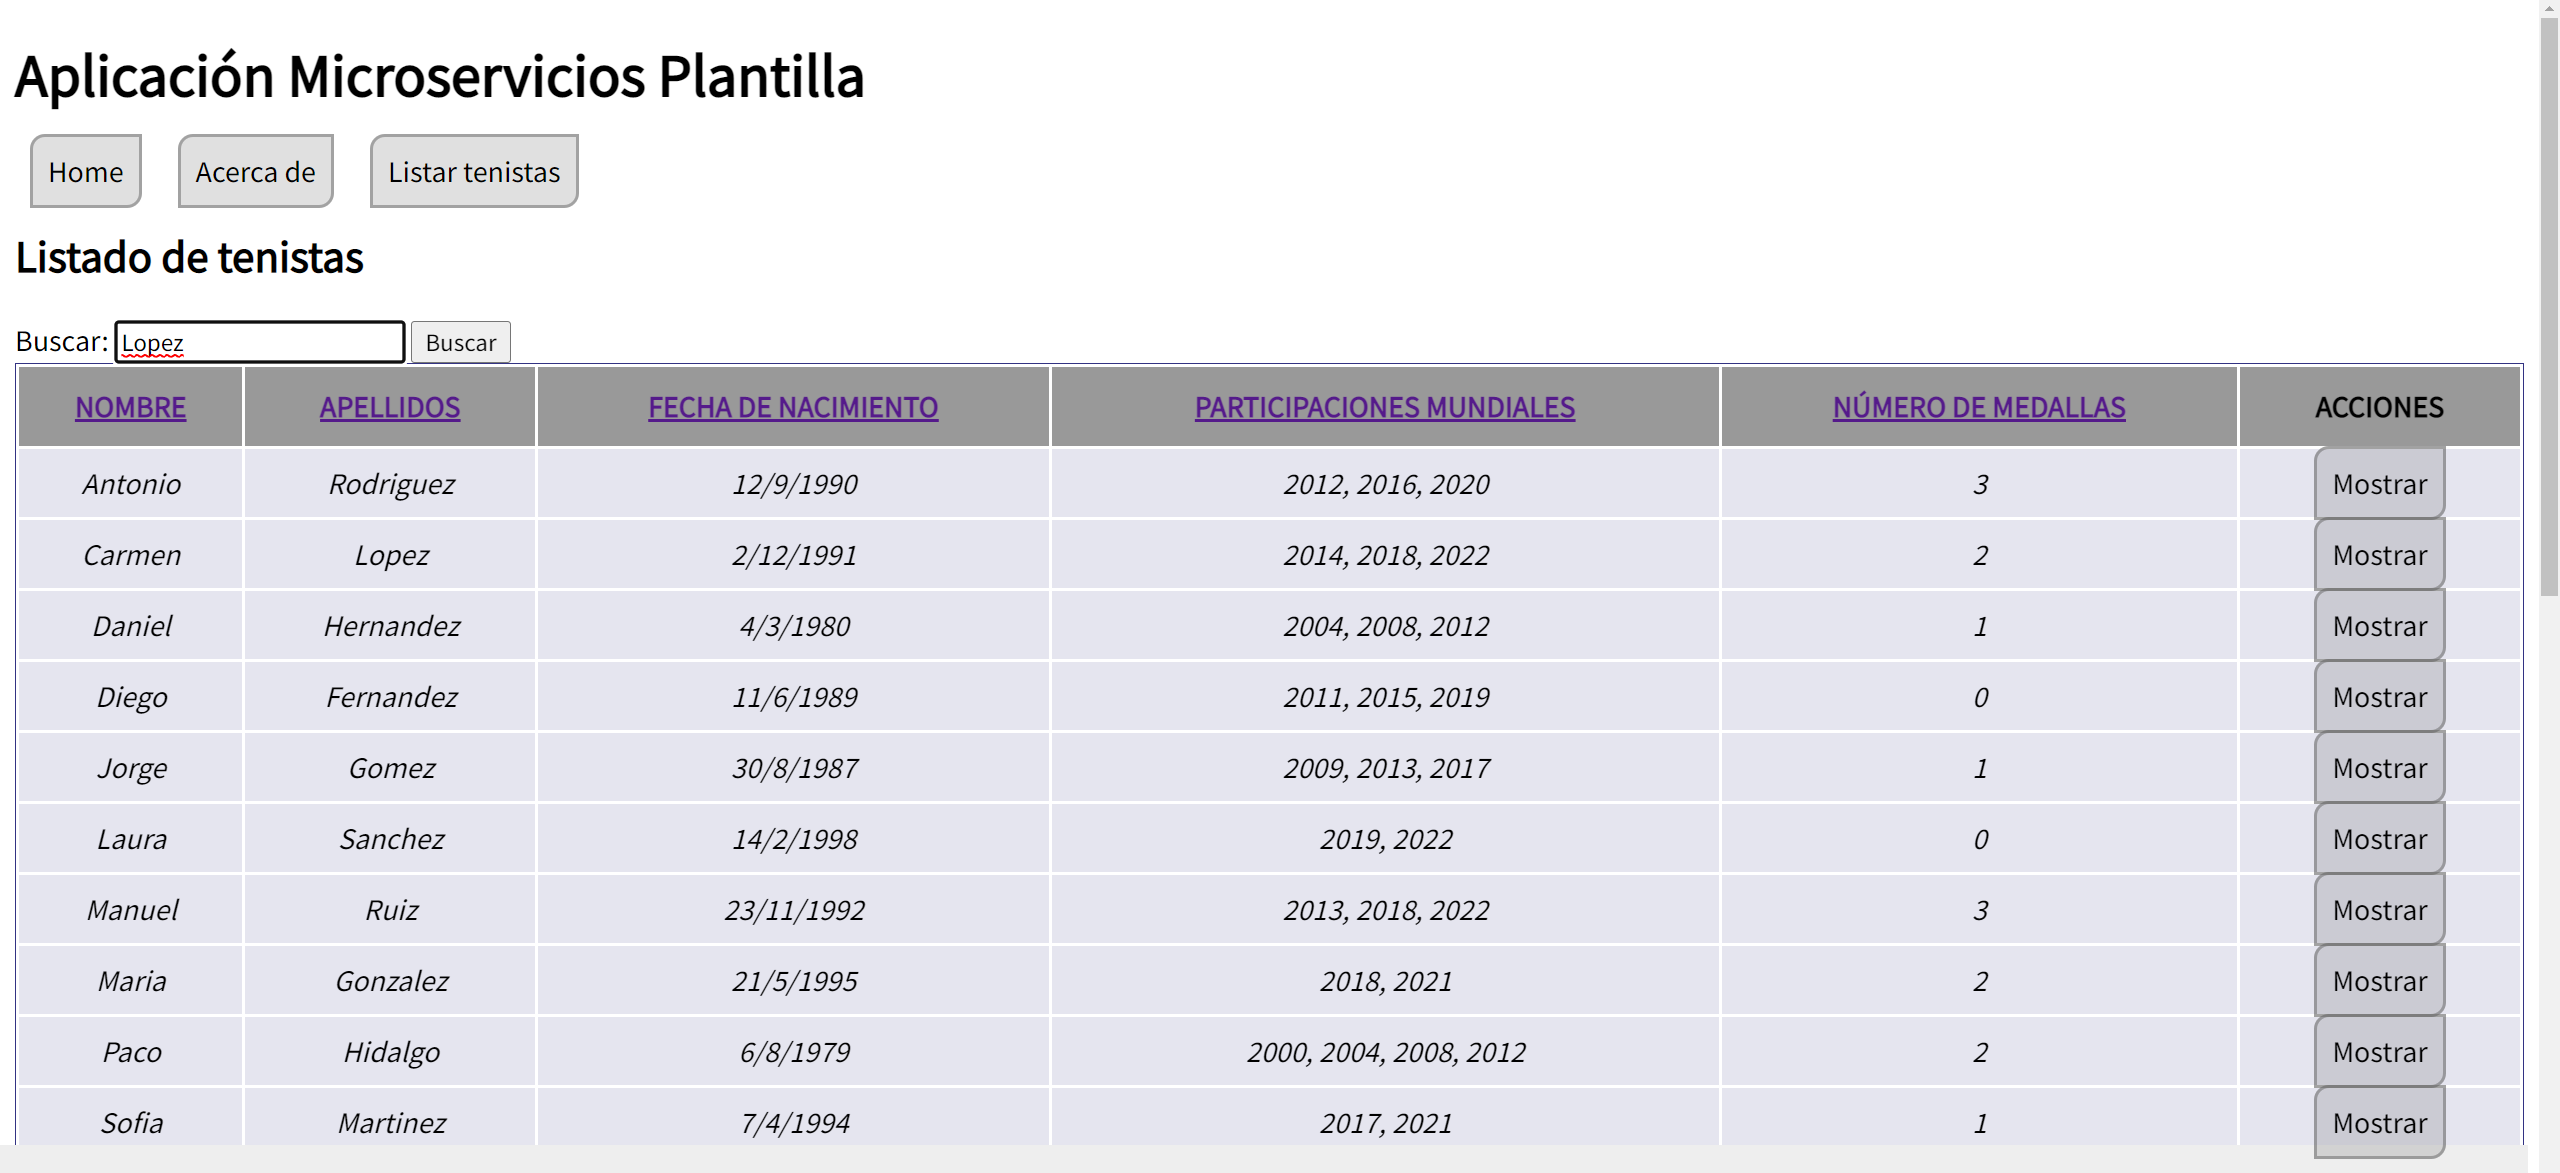 Aplicación Microservicios Plantilla
Home Acerca de Listar tenistas
Listado de tenistas
Buscar: Lopez Buscar
NOMBRE APELLIDOS FECHA DE NACIMIENTO PARTICIPACIONES MUNDIALES NÚMERO DE MEDALLAS ACCIONES
Antonio Rodriguez 12/9/1990 2012, 2016, 2020 3 Mostrar
Carmen Lopez 2/12/1991 2014, 2018, 2022 2 Mostrar
Daniel Hernandez 4/3/1980 2004, 2008, 2012 1 Mostrar
Diego Fernandez 11/6/1989 2011, 2015, 2019 0 Mostrar
Jorge Gomez 30/8/1987 2009, 2013, 2017 1 Mostrar
Laura Sanchez 14/2/1998 2019, 2022 0 Mostrar
Manuel Ruiz 23/11/1992 2013, 2018, 2022 3 Mostrar
Maria Gonzalez 21/5/1995 2018, 2021 2 Mostrar
Paco Hidalgo 6/8/1979 2000, 2004, 2008, 2012 2 Mostrar
Sofia Martinez 7/4/1994 2017, 2021 1 Mostrar